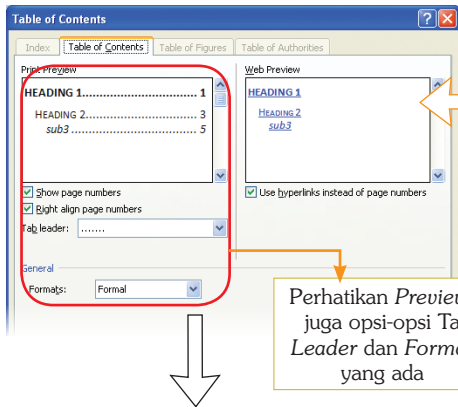 Table of Contents
Index Table of Contents Table of Figures Table of Authorities
Print Preview
HEADING 1.................................. 1
HEADING 2............................... 3
sub3 ...................................... 5
Show page numbers
Right align page numbers
Tab leader: .......
General
Formats: Formal
Web Preview
HEADING 1
HEADING 2
sub3
Use hyperlinks instead of page numbers
Perhatikan
juga opsi-opsi
Leader dan
yang ada